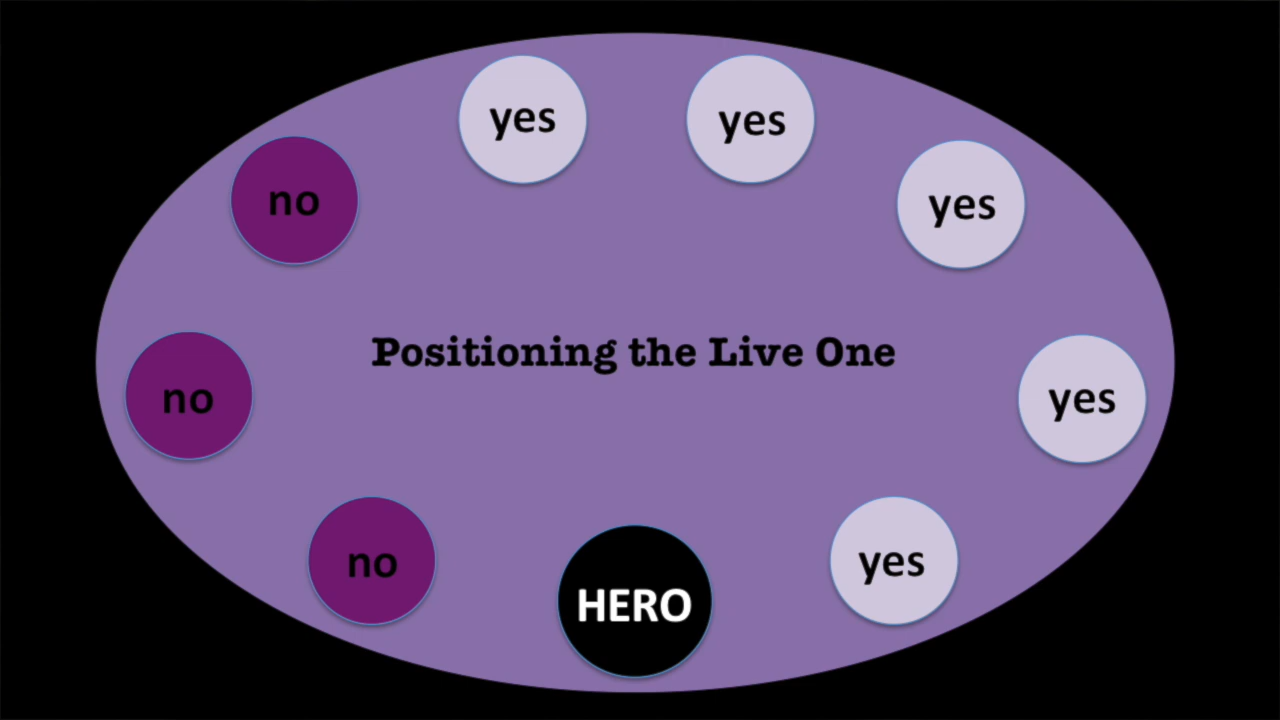 yes
yes
no
yes
Positioning the Live One
no
yes
no
HERO
yes